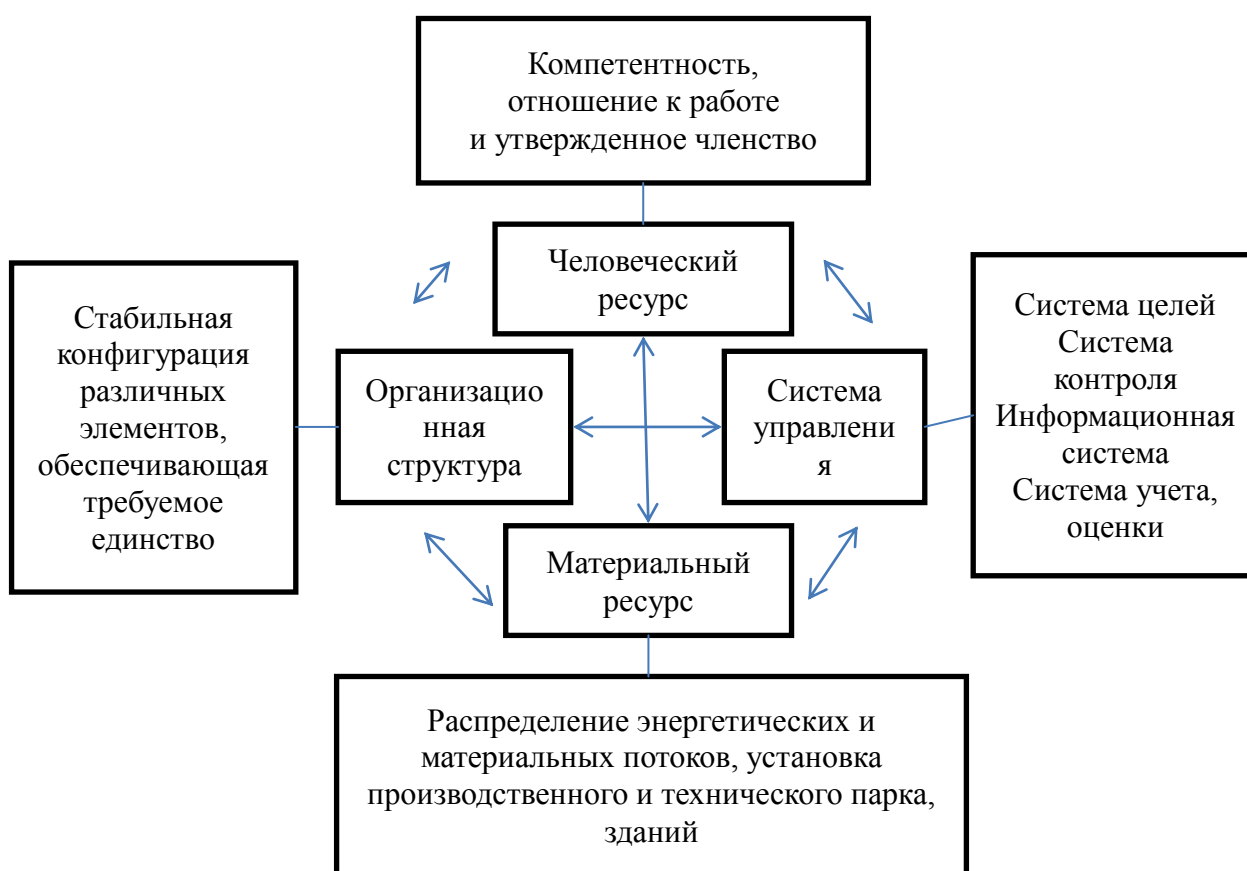 Компетентность,
отношение к работе
и утвержденное членство
Человеческий
ресурс
Стабильная
конфигурация
различных
элементов,
обеспечивающая
требуемое
единство
Организацио
нная
структура
Система
управлени
я
Система целей
Система
контроля
Информационная
система
Система учета,
оценки
Материальный
ресурс
Распределение энергетических и
материальных потоков, установка
производственного и технического парка,
зданий